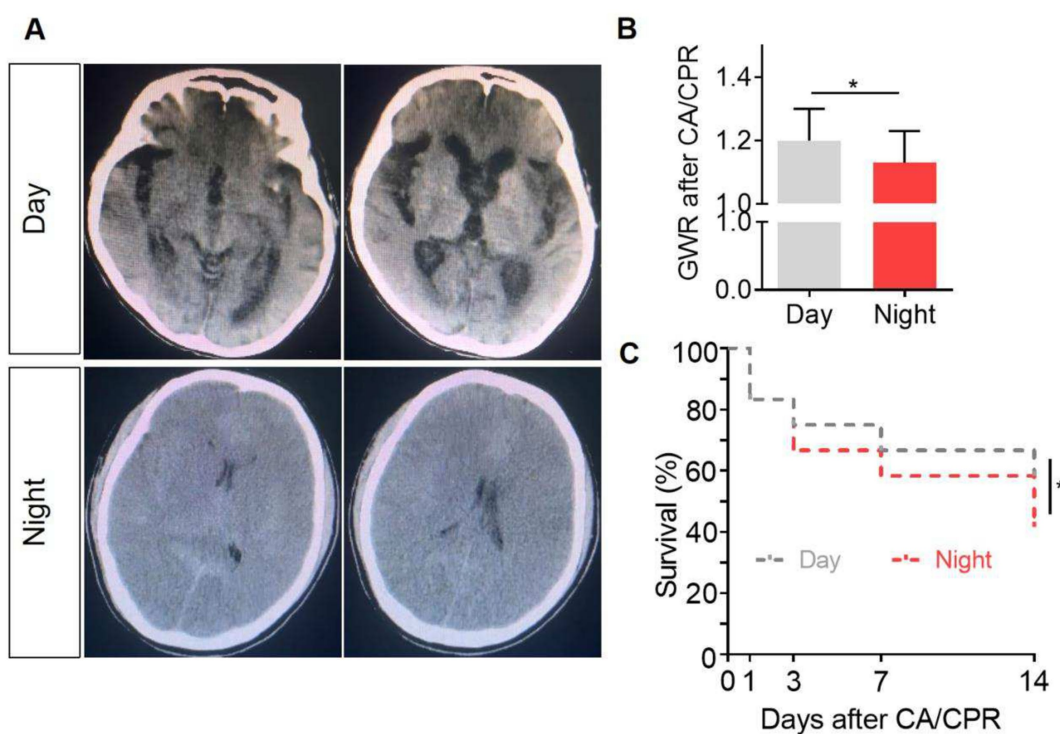 A
Day
Night
B
GWR after CA/CPR
1.4
1.2
1.0
1.0
0.0
*
Day
Night
C
Survival (%)
100
80
60
40
20
0
0 1 3 7 14
Day
Night
*
Days after CA/CPR